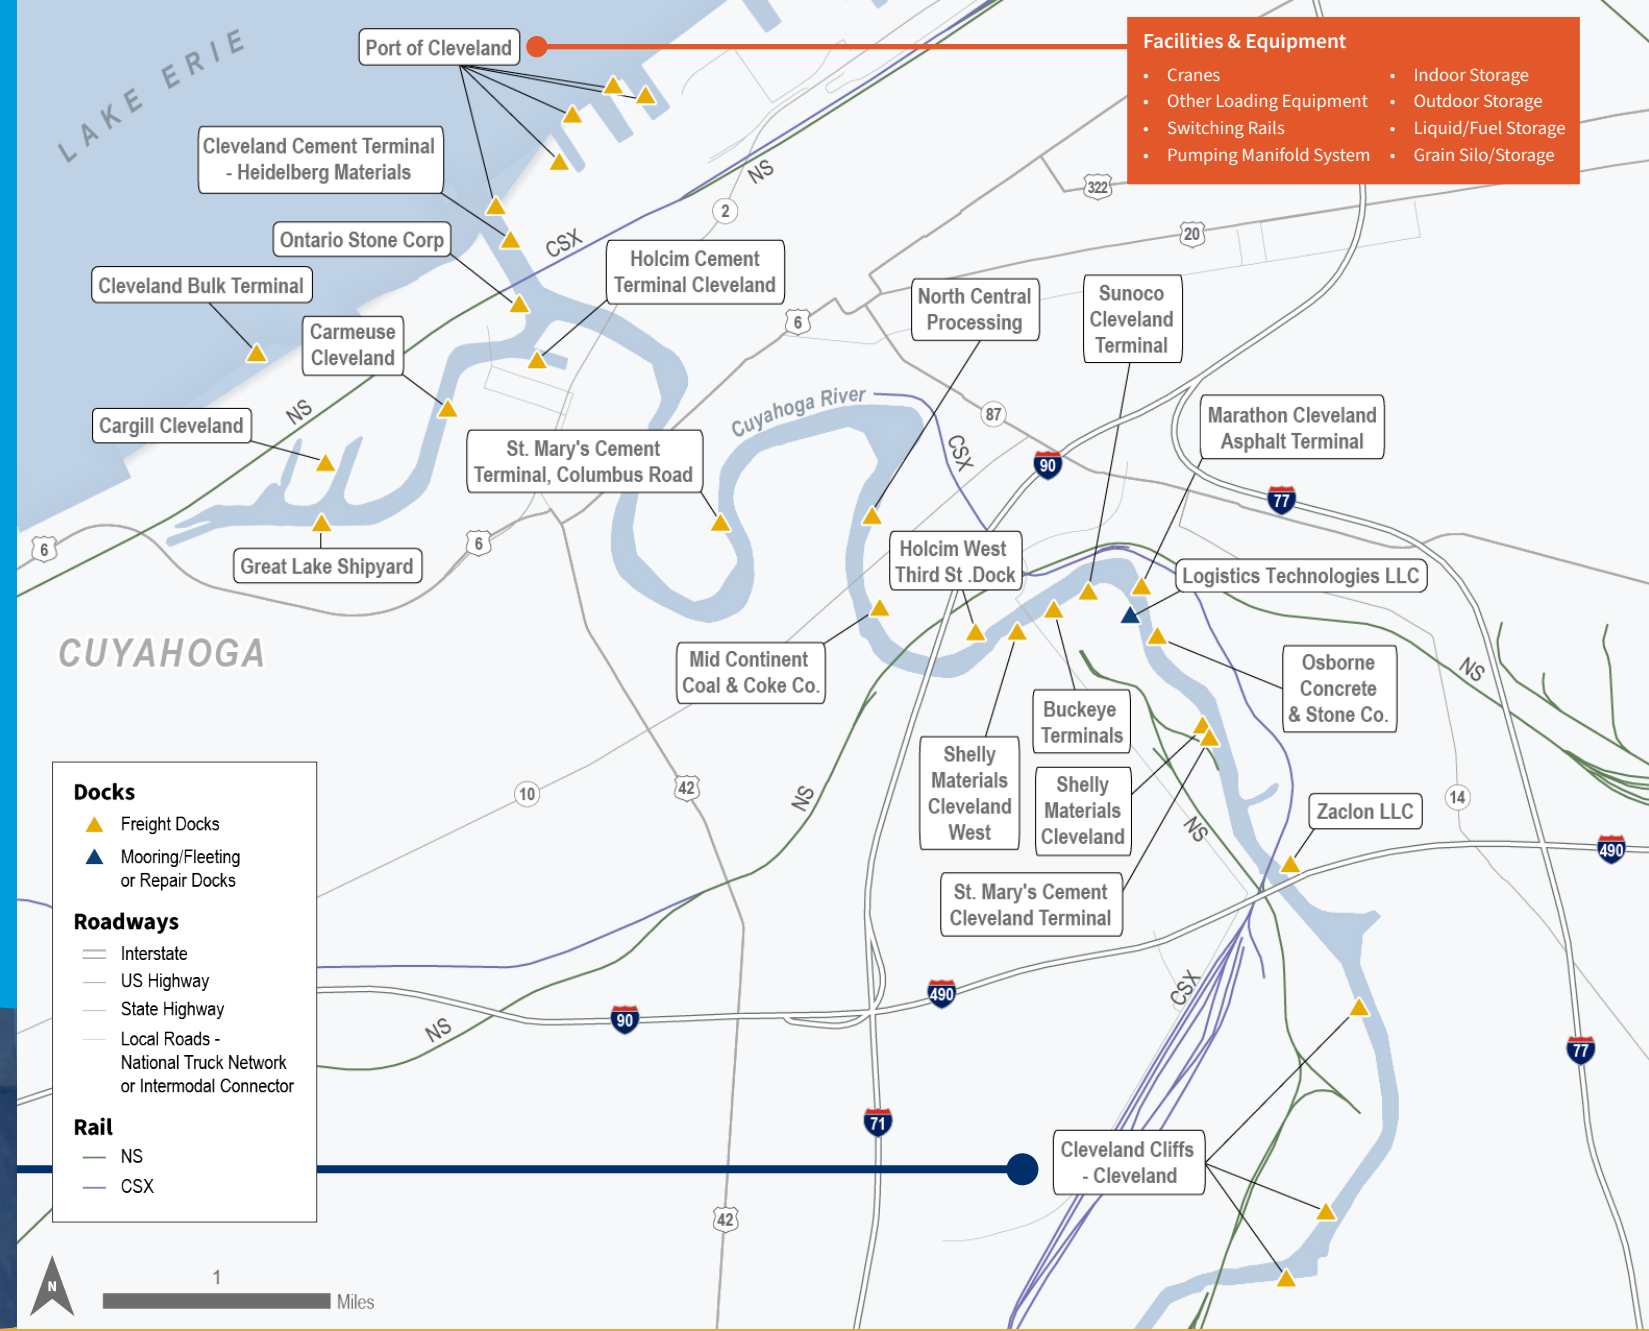 LAKE ERIE
Port of Cleveland
Facilities & Equipment
• Cranes
• Other Loading Equipment
• Switching Rails
• Pumping Manifold System
• Indoor Storage
• Outdoor Storage
• Liquid/Fuel Storage
• Grain Silo/Storage
Cleveland Cement Terminal
- Heidelberg Materials
NS
322
2
20
Ontario Stone Corp
CSX
Holcim Cement
Terminal Cleveland
Cleveland Bulk Terminal
Carmeuse
Cleveland
6
North Central
Processing
Sunoco
Cleveland
Terminal
NS
Cargill Cleveland
Cuyahoga River
87
CSX
90
Marathon Cleveland
Asphalt Terminal
St. Mary's Cement
Terminal, Columbus Road
77
6
6
Great Lake Shipyard
Holcim West
Third St .Dock
Logistics Technologies LLC
CUYAHOGA
Mid Continent
Coal & Coke Co.
Osborne
Concrete
& Stone Co.
NS
Buckeye
Terminals
Shelly
Materials
Cleveland
West
Shelly
Materials
Cleveland
NS
10
42
NS
Zaclon LLC
14
490
St. Mary's Cement
Cleveland Terminal
Docks
Freight Docks
Mooring/Fleeting
or Repair Docks
Roadways
Interstate
US Highway
State Highway
Local Roads -
National Truck Network
or Intermodal Connector
Rail
NS
CSX
NS
90
490
CSX
77
71
Cleveland Cliffs
- Cleveland
42
N
1
Miles